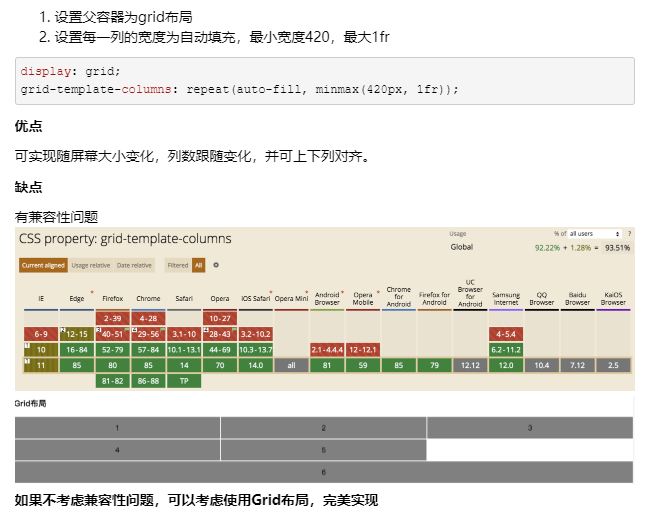 1. 设置父容器为grid布局
2. 设置每一列的宽度为自动填充，最小宽度420，最大1fr
display: grid;
grid-template-columns: repeat(auto-fill, minmax(420px, 1fr));
优点
可实现随屏幕大小变化，列数跟随变化，并可上下列对齐。
缺点
有兼容性问题
CSS property: grid-template-columns
Usage % of all users ?
Global 92.22% + 1.28% = 93.51%
Current aligned Usage relative Date relative Filtered All
IE Edge * Firefox Chrome Safari Opera iOS Safari * Opera Mini * Android Browser * Opera Mobile * Chrome for Android Firefox for Android UC Browser for Android Samsung Internet QQ Browser Baidu Browser KaiOS Browser
2-39 4-28 10-27
6-9 12-15 40-51 29-56 3.1-10 28-43 3.2-10.2 4-5.4
10 16-84 52-79 57-84 10.1-13.1 44-69 10.3-13.7 2.1-4.4.4 12-12.1 6.2-11.2
11 85 80 85 14 70 14.0 all 81 59 85 79 12.12 12.0 10.4 7.12 2.5
81-82 86-88 TP
Grid布局
1 2 3
4 5
6
如果不考虑兼容性问题，可以考虑使用Grid布局，完美实现